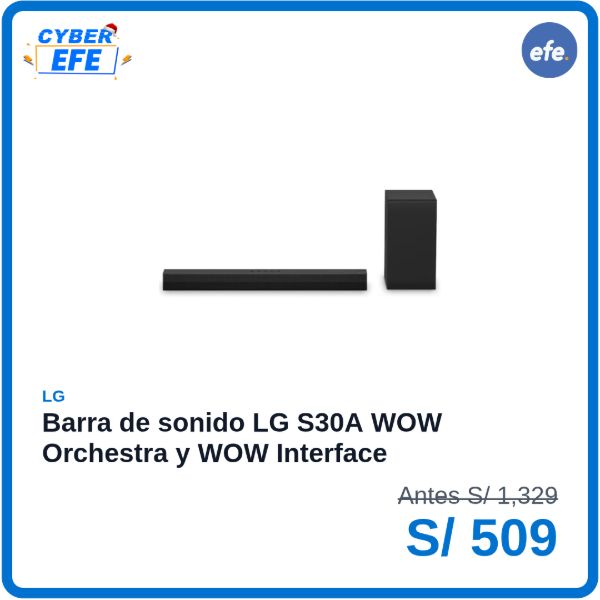 CYBER
EFE
efe.
LG
Barra de sonido LG S30A WOW
Orchestra y WOW Interface
Antes S/ 1,329
S/ 509